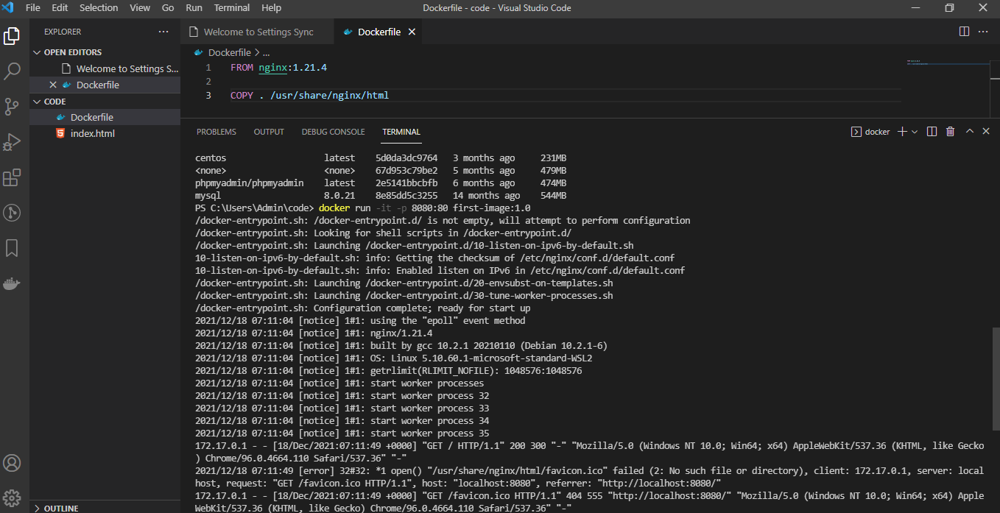 File Edit Selection View Go Run Terminal Help
Dockerfile - code - Visual Studio Code
EXPLORER
OPEN EDITORS
Welcome to Settings S...
Dockerfile
CODE
Dockerfile
index.html
OUTLINE
Welcome to Settings Sync
Dockerfile
Dockerfile > ...
1 FROM nginx:1.21.4
2
3 COPY . /usr/share/nginx/html
PROBLEMS OUTPUT DEBUG CONSOLE TERMINAL
docker
centos latest 5d0da3dc9764 3 months ago 231MB
<none> <none> 67d953c79be2 5 months ago 479MB
phpmyadmin/phpmyadmin latest 2e5141bbcbfb 6 months ago 474MB
mysql 8.0.21 8e85dd5c3255 14 months ago 544MB
PS C:\Users\Admin\code> docker run -it -p 8080:80 first-image:1.0
/docker-entrypoint.sh: /docker-entrypoint.d/ is not empty, will attempt to perform configuration
/docker-entrypoint.sh: Looking for shell scripts in /docker-entrypoint.d/
/docker-entrypoint.sh: Launching /docker-entrypoint.d/10-listen-on-ipv6-by-default.sh
10-listen-on-ipv6-by-default.sh: info: Getting the checksum of /etc/nginx/conf.d/default.conf
10-listen-on-ipv6-by-default.sh: info: Enabled listen on IPv6 in /etc/nginx/conf.d/default.conf
/docker-entrypoint.sh: Launching /docker-entrypoint.d/20-envsubst-on-templates.sh
/docker-entrypoint.sh: Launching /docker-entrypoint.d/30-tune-worker-processes.sh
/docker-entrypoint.sh: Configuration complete; ready for start up
2021/12/18 07:11:04 [notice] 1#1: using the "epoll" event method
2021/12/18 07:11:04 [notice] 1#1: nginx/1.21.4
2021/12/18 07:11:04 [notice] 1#1: built by gcc 10.2.1 20210110 (Debian 10.2.1-6)
2021/12/18 07:11:04 [notice] 1#1: OS: Linux 5.10.60.1-microsoft-standard-WSL2
2021/12/18 07:11:04 [notice] 1#1: getrlimit(RLIMIT_NOFILE): 1048576:1048576
2021/12/18 07:11:04 [notice] 1#1: start worker processes
2021/12/18 07:11:04 [notice] 1#1: start worker process 32
2021/12/18 07:11:04 [notice] 1#1: start worker process 33
2021/12/18 07:11:04 [notice] 1#1: start worker process 34
2021/12/18 07:11:04 [notice] 1#1: start worker process 35
172.17.0.1 - - [18/Dec/2021:07:11:49 +0000] "GET / HTTP/1.1" 200 300 "-" "Mozilla/5.0 (Windows NT 10.0; Win64; x64) AppleWebKit/537.36 (KHTML, like Gecko
) Chrome/96.0.4664.110 Safari/537.36" "-"
2021/12/18 07:11:49 [error] 32#32: *1 open() "/usr/share/nginx/html/favicon.ico" failed (2: No such file or directory), client: 172.17.0.1, server: local
host, request: "GET /favicon.ico HTTP/1.1", host: "localhost:8080", referrer: "http://localhost:8080/"
172.17.0.1 - - [18/Dec/2021:07:11:49 +0000] "GET /favicon.ico HTTP/1.1" 404 555 "http://localhost:8080/" "Mozilla/5.0 (Windows NT 10.0; Win64; x64) Apple
WebKit/537.36 (KHTML, like Gecko) Chrome/96.0.4664.110 Safari/537.36" "-"